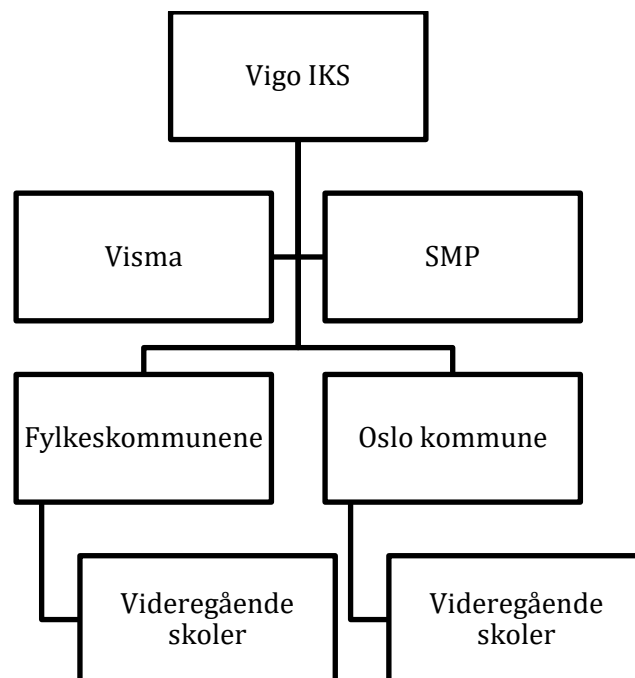 Vigo IKS
Visma
SMP
Fylkeskommunene
Oslo kommune
Videregående
skoler
Videregående
skoler